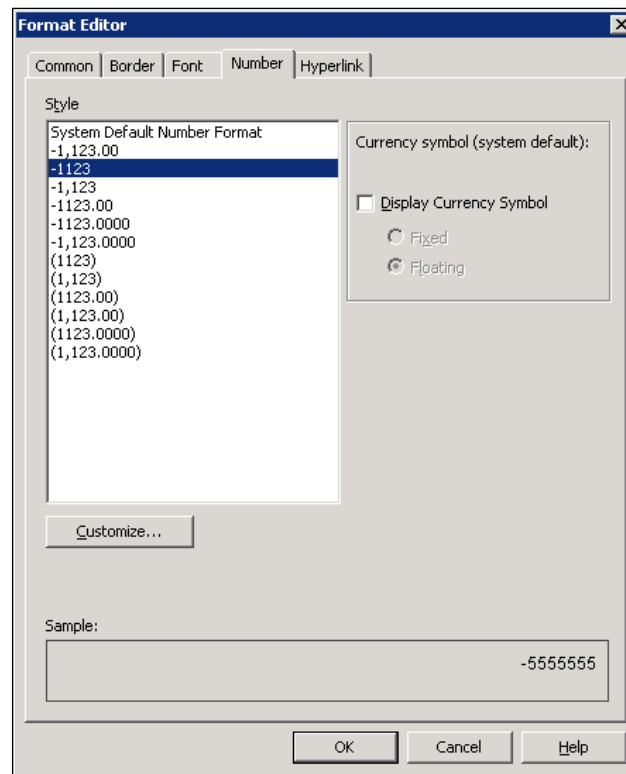 Format Editor
Common Border Font Number Hyperlink
Style
System Default Number Format
-1,123.00
-1123
-1,123
-1123.00
-1123.0000
-1,123.0000
(1123)
(1,123)
(1123.00)
(1,123.00)
(1123.0000)
(1,123.0000)
Currency symbol (system default):
Display Currency Symbol
Fixed
Floating
Customize...
Sample:
-5555555
OK Cancel Help